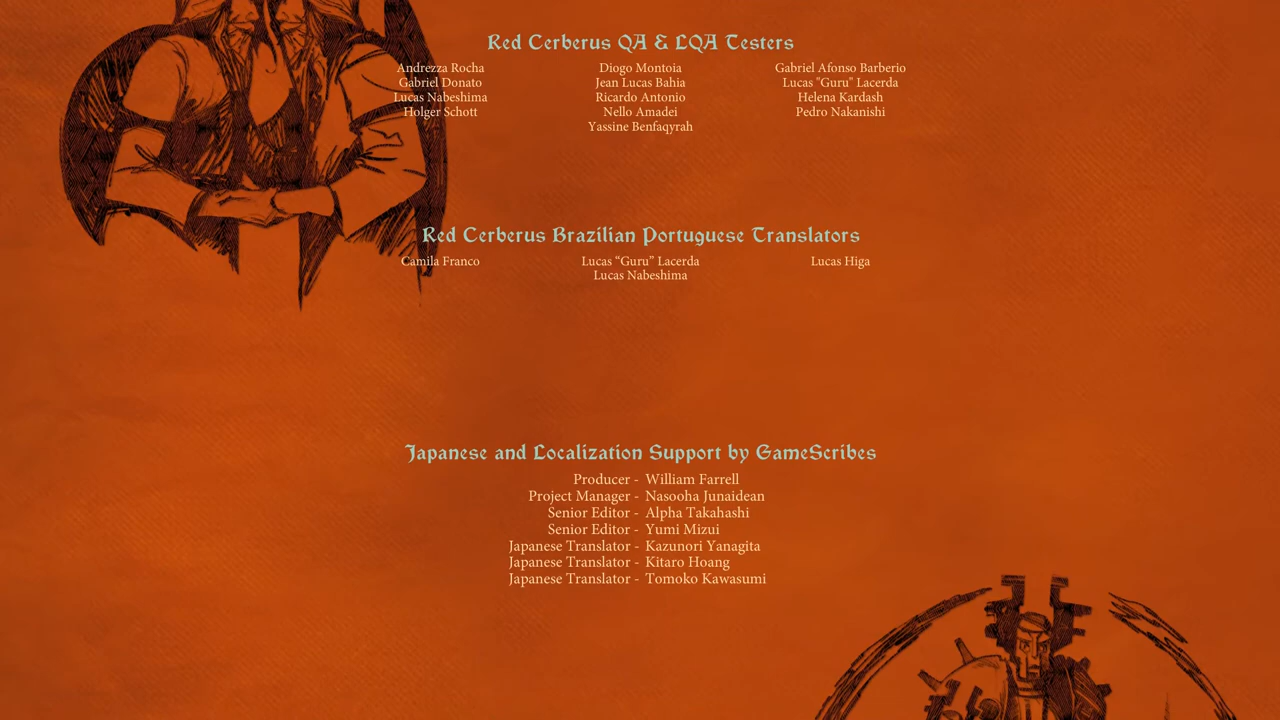 Red Cerberus QA & LQA Testers
Andrezza Rocha
Gabriel Donato
Lucas Nabeshima
Holger Schott
Diogo Montoia
Jean Lucas Bahia
Ricardo Antonio
Nello Amadei
Yassine Benfaqyrah
Gabriel Afonso Barberio
Lucas "Guru" Lacerda
Helena Kardash
Pedro Nakanishi
Red Cerberus Brazilian Portuguese Translators
Camila Franco
Lucas “Guru” Lacerda
Lucas Nabeshima
Lucas Higa
Japanese and Localization Support by GameScribes
Producer - William Farrell
Project Manager - Nasooha Junaidean
Senior Editor - Alpha Takahashi
Senior Editor - Yumi Mizui
Japanese Translator - Kazunori Yanagita
Japanese Translator - Kitaro Hoang
Japanese Translator - Tomoko Kawasumi